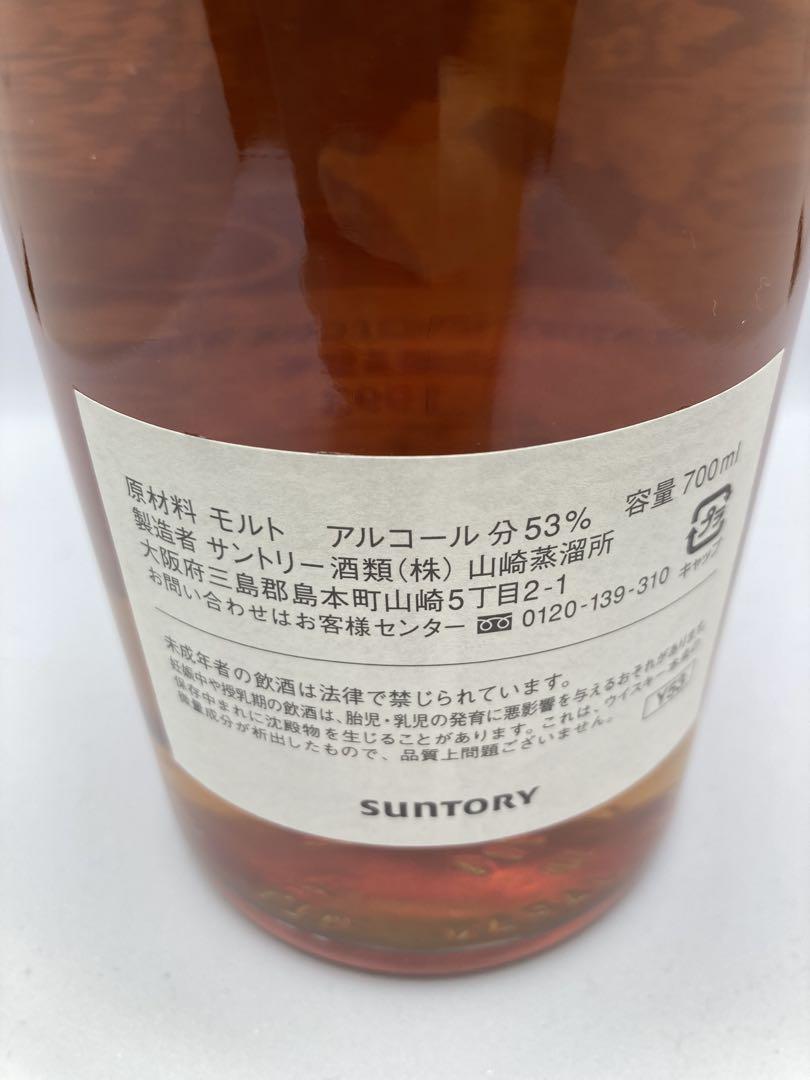 原材料 モルト アルコール分53% 容量700ml
製造者 サントリー酒類(株) 山崎蒸溜所
大阪府三島郡島本町山崎5丁目2-1 キャップ
お問い合わせはお客様センター 0120-139-310
未成年者の飲酒は法律で禁じられています。
妊娠中や授乳期の飲酒は、胎児・乳児の発育に悪影響を与えるおそれがあります。
保存中まれに沈殿物を生じることがあります。これは、ウイスキー本来の
微量成分が析出したもので、品質上問題ございません。
Y53
SUNTORY